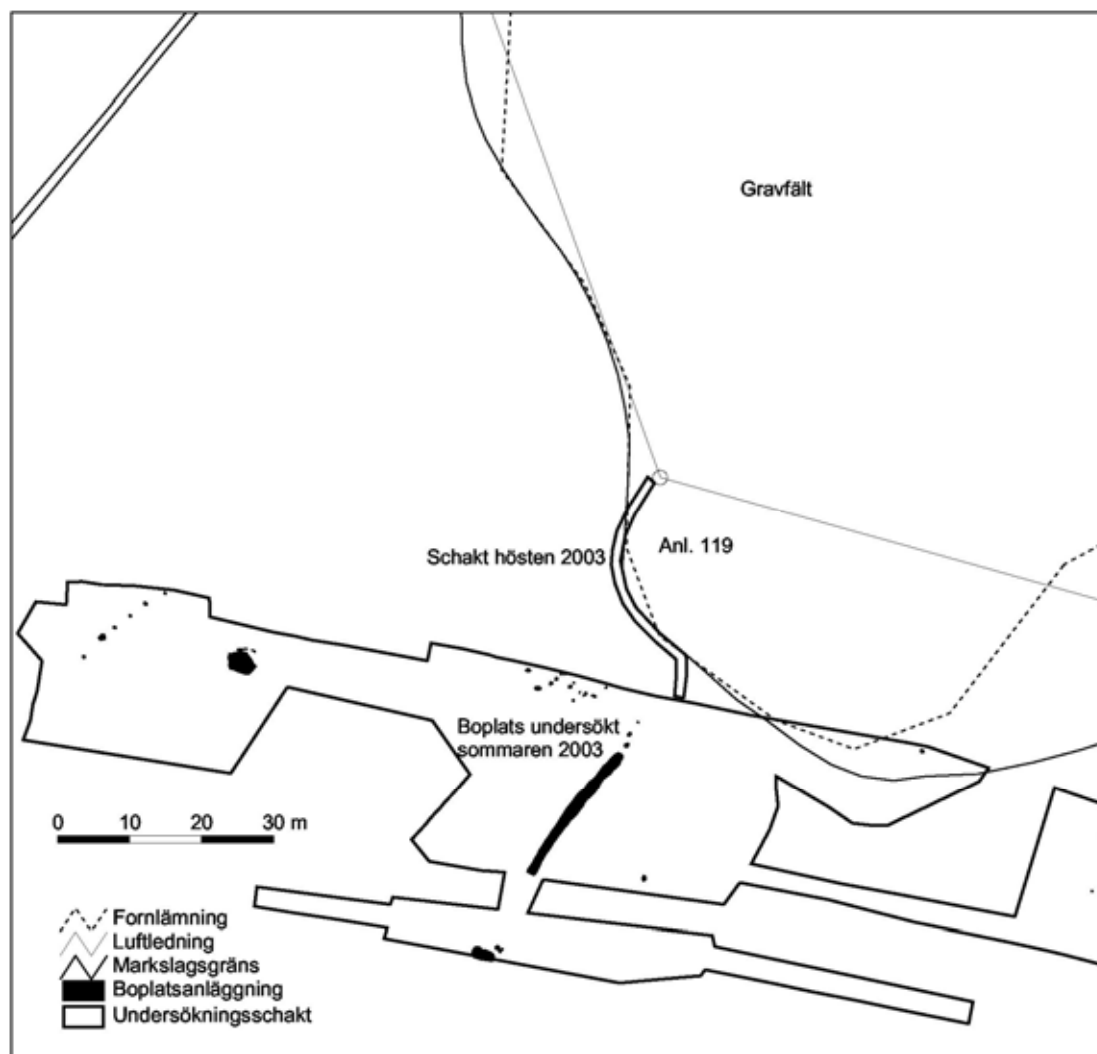 Gravfält
Anl. 119
Schakt hösten 2003
Boplats undersökt
sommaren 2003
0 10 20 30 m
Fornlämning
Luftledning
Markslagsgräns
Boplatsanläggning
Undersökningsschakt